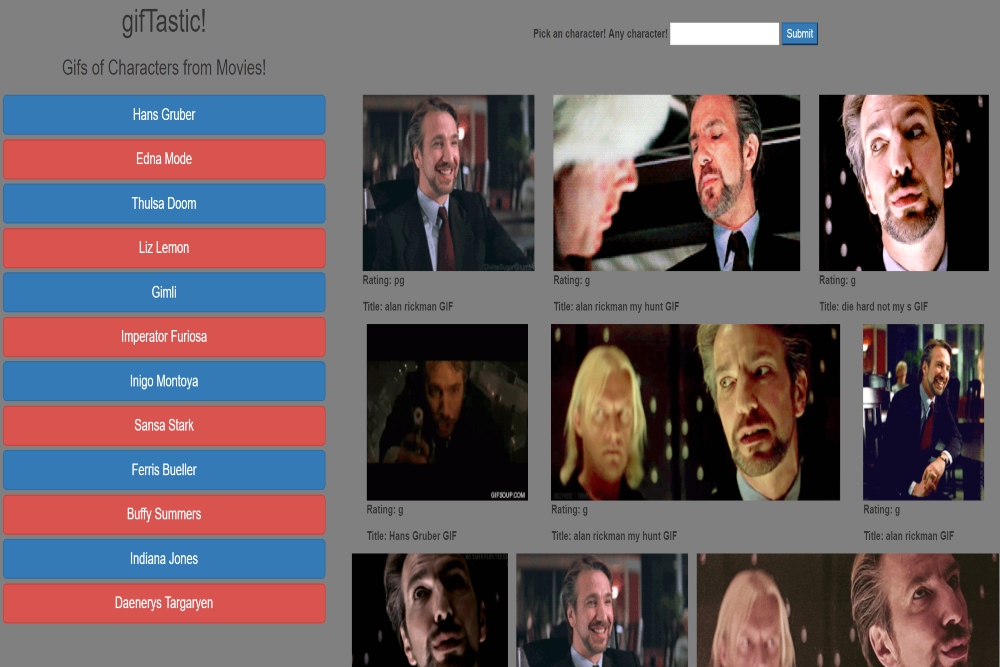 gifTastic!
Gifs of Characters from Movies!
Hans Gruber
Edna Mode
Thulsa Doom
Liz Lemon
Gimli
Imperator Furiosa
Inigo Montoya
Sansa Stark
Ferris Bueller
Buffy Summers
Indiana Jones
Daenerys Targaryen
Pick an character! Any character!
Submit
Rating: pg
Title: alan rickman GIF
Rating: g
Title: alan rickman my hunt GIF
Rating: g
Title: die hard not my s GIF
GIFSOUP.COM
Rating: g
Title: Hans Gruber GIF
Rating: g
Title: alan rickman my hunt GIF
Rating: g
Title: alan rickman GIF